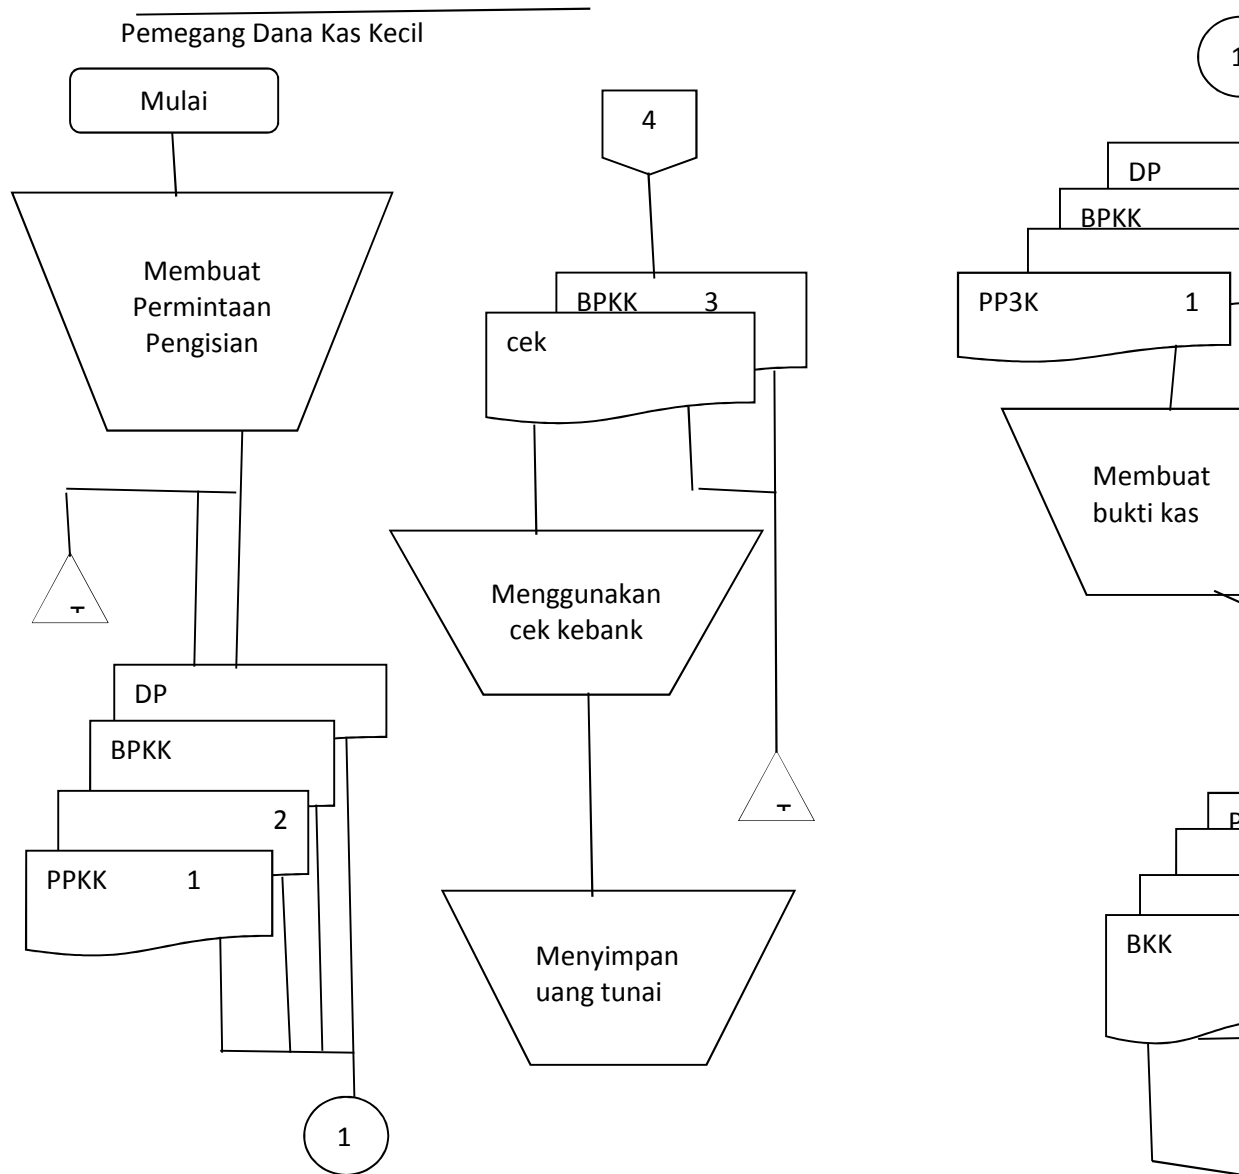 Pemegang Dana Kas Kecil
Mulai
Membuat
Permintaan
Pengisian
T
DP
BPKK
2
PPKK 1
1
4
BPKK 3
cek
Menggunakan
cek kebank
T
Menyimpan
uang tunai
1
DP
BPKK
PP3K 1
Membuat
bukti kas
BKK